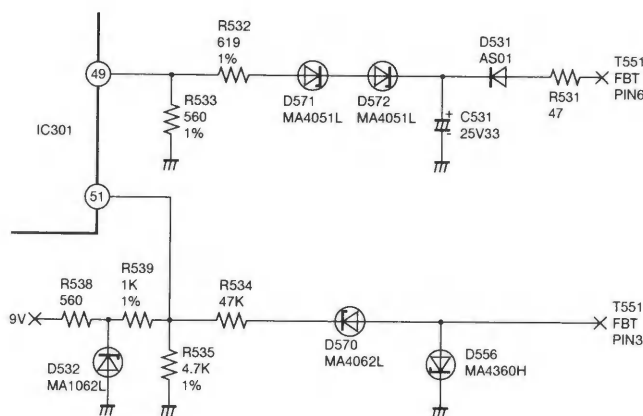 R532
619
1%
49
D571
MA4051L
D572
MA4051L
D531
AS01
R531
47
T551
FBT
PIN6
R533
560
1%
C531
25V33
+
-
IC301
51
9V
R538
560
R539
1K
1%
R534
47K
D532
MA1062L
R535
4.7K
1%
D570
MA4062L
D556
MA4360H
T551
FBT
PIN3